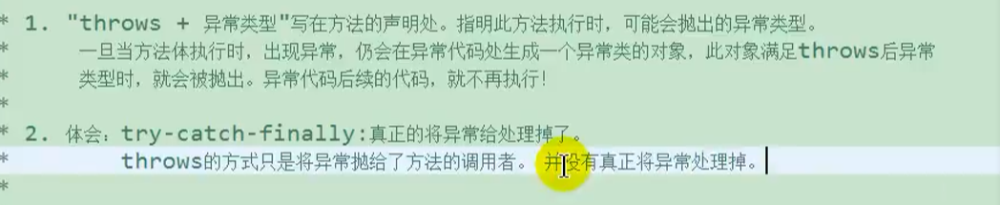 * 1. "throws + 异常类型"写在方法的声明处。指明此方法执行时，可能会抛出的异常类型。
* 一旦当方法体执行时，出现异常，仍会在异常代码处生成一个异常类的对象，此对象满足throws后异常
* 类型时，就会被抛出。异常代码后续的代码，就不再执行！
*
* 2. 体会：try-catch-finally:真正的将异常给处理掉了。
* throws的方式只是将异常抛给了方法的调用者。 并没有真正将异常处理掉。
*